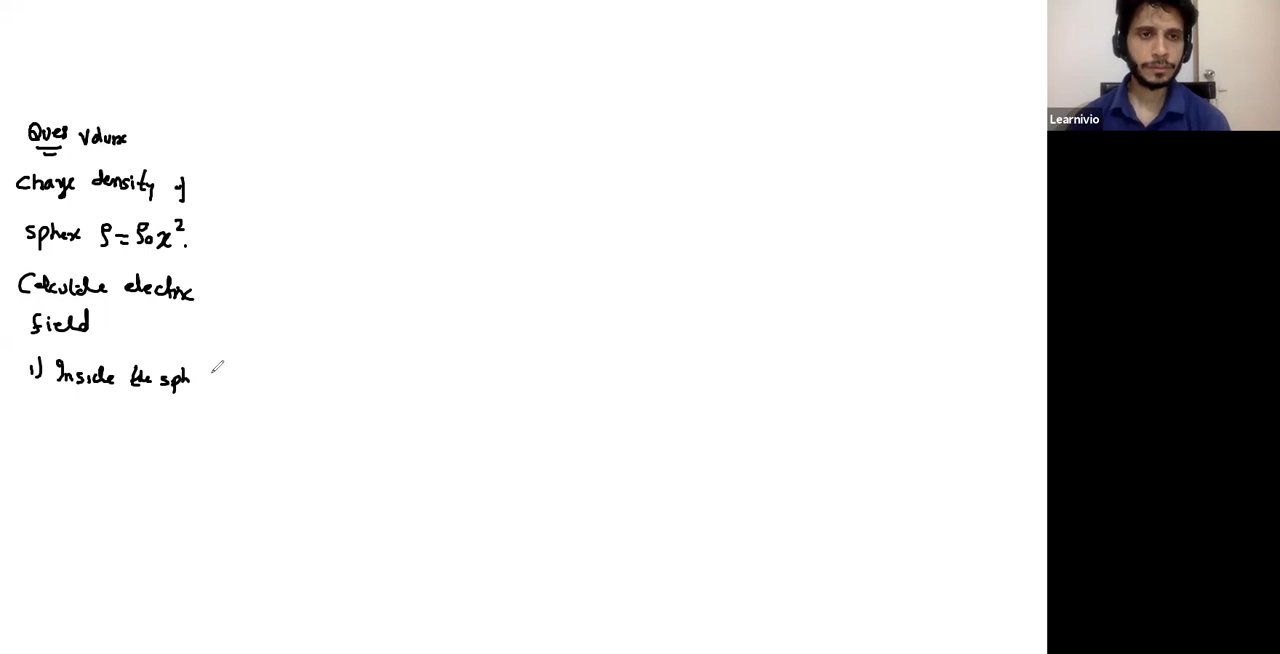 Ques Volume
Charge density of
sphere ρ = ρ₀x².
Calculate electric
field
1) Inside the sph
Learnivio